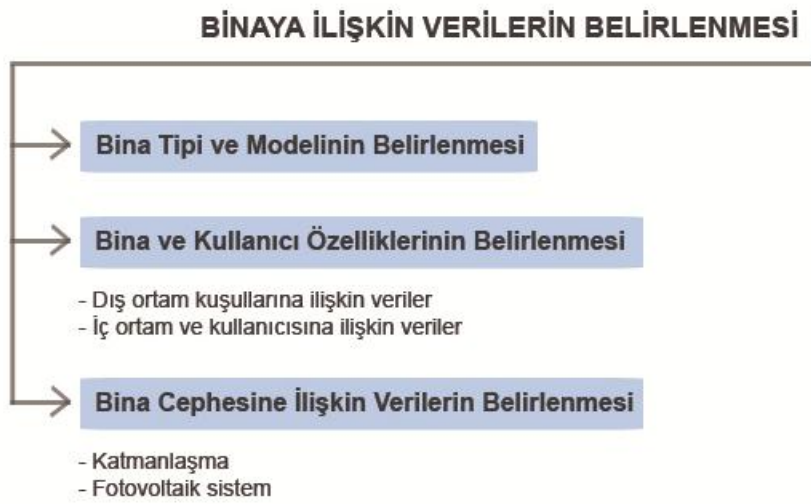 BİNAYA İLİŞKİN VERİLERİN BELİRLENMESİ
Bina Tipi ve Modelinin Belirlenmesi
Bina ve Kullanıcı Özelliklerinin Belirlenmesi
- Dış ortam kuşullarına ilişkin veriler
- İç ortam ve kullanıcısına ilişkin veriler
Bina Cephesine İlişkin Verilerin Belirlenmesi
- Katmanlaşma
- Fotovoltaik sistem